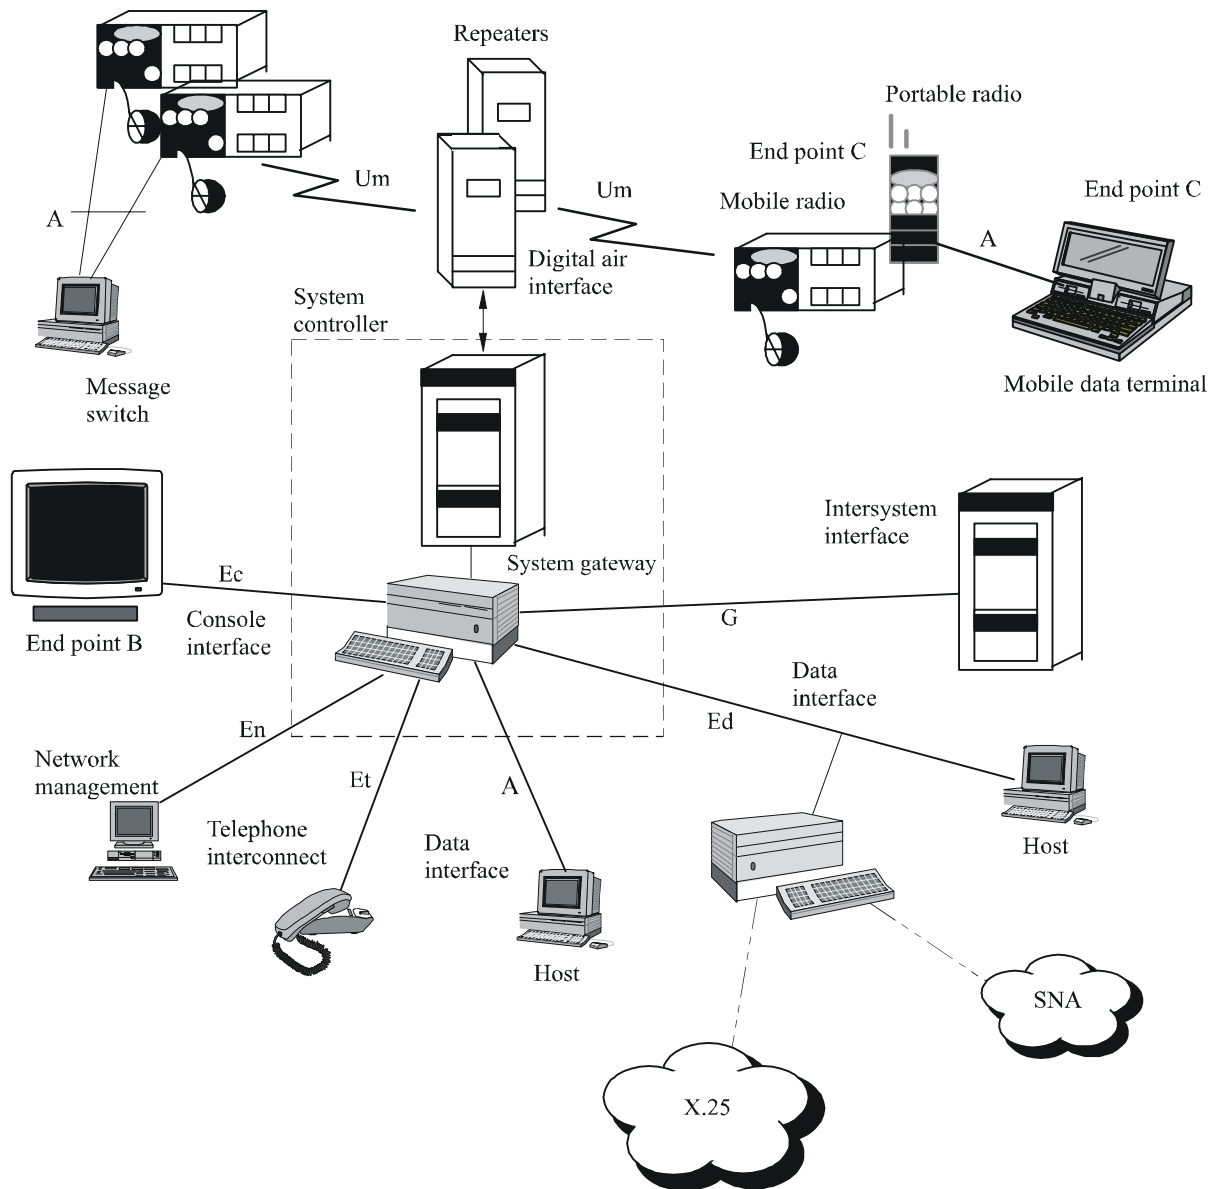 Repeaters
Portable radio
End point C
Um
Um
End point C
Mobile radio
A
A
Digital air
interface
System
controller
Message
switch
Mobile data terminal
Intersystem
interface
System gateway
Ec
Console
interface
End point B
G
Data
interface
En
Ed
Network
management
Et
A
Telephone
interconnect
Data
interface
Host
Host
SNA
X.25